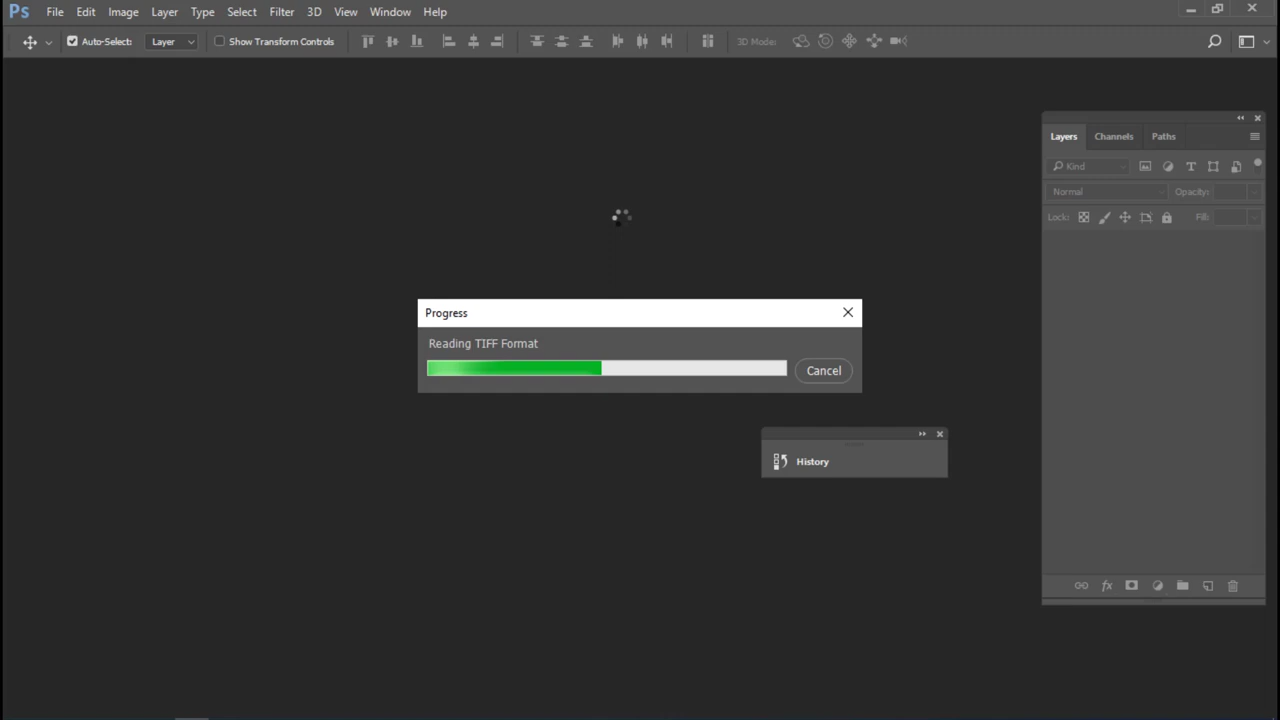 Ps File Edit Image Layer Type Select Filter 3D View Window Help
Auto-Select: Layer Show Transform Controls 3D Mode:
Layers Channels Paths
Kind
Normal Opacity:
Lock: Fill:
Progress
Reading TIFF Format
Cancel
History
fx